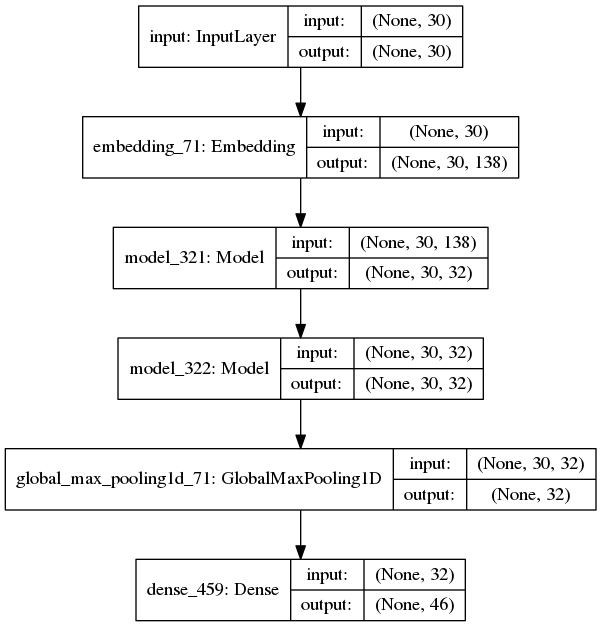 input: InputLayer
input: (None, 30)
output: (None, 30)
embedding_71: Embedding
input: (None, 30)
output: (None, 30, 138)
model_321: Model
input: (None, 30, 138)
output: (None, 30, 32)
model_322: Model
input: (None, 30, 32)
output: (None, 30, 32)
global_max_pooling1d_71: GlobalMaxPooling1D
input: (None, 30, 32)
output: (None, 32)
dense_459: Dense
input: (None, 32)
output: (None, 46)